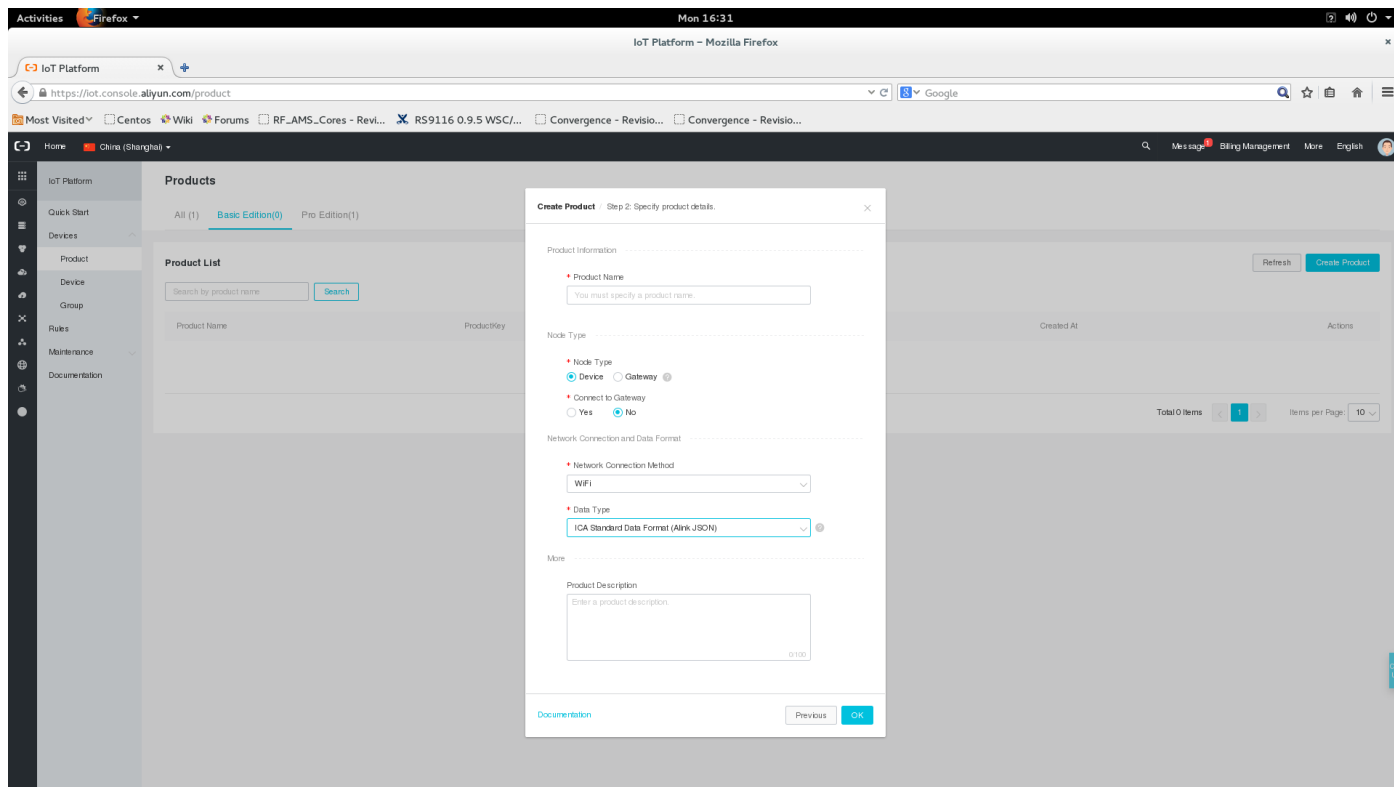 Activities Firefox Mon 16:31
IoT Platform - Mozilla Firefox
IoT Platform
https://iot.console.aliyun.com/product Google
Most Visited Centos Wiki Forums RF_AMS_Cores - Revi... RS9116 0.9.5 WSC/... Convergence - Revisio... Convergence - Revisio...
Home China (Shanghai) Message 1 Billing Management More English
IoT Platform
Quick Start
Devices
Product
Device
Group
Rules
Maintenance
Documentation
Products
All (1) Basic Edition(0) Pro Edition(1)
Product List
Refresh Create Product
Search by product name Search
Product Name ProductKey Created At Actions
Total 0 Items 1 Items per Page: 10
Create Product / Step 2: Specify product details.
Product Information
* Product Name
You must specify a product name.
Node Type
* Node Type
Device Gateway
* Connect to Gateway
Yes No
Network Connection and Data Format
* Network Connection Method
WiFi
* Data Type
ICA Standard Data Format (Alink JSON)
More
Product Description
Enter a product description.
0/100
Documentation Previous OK